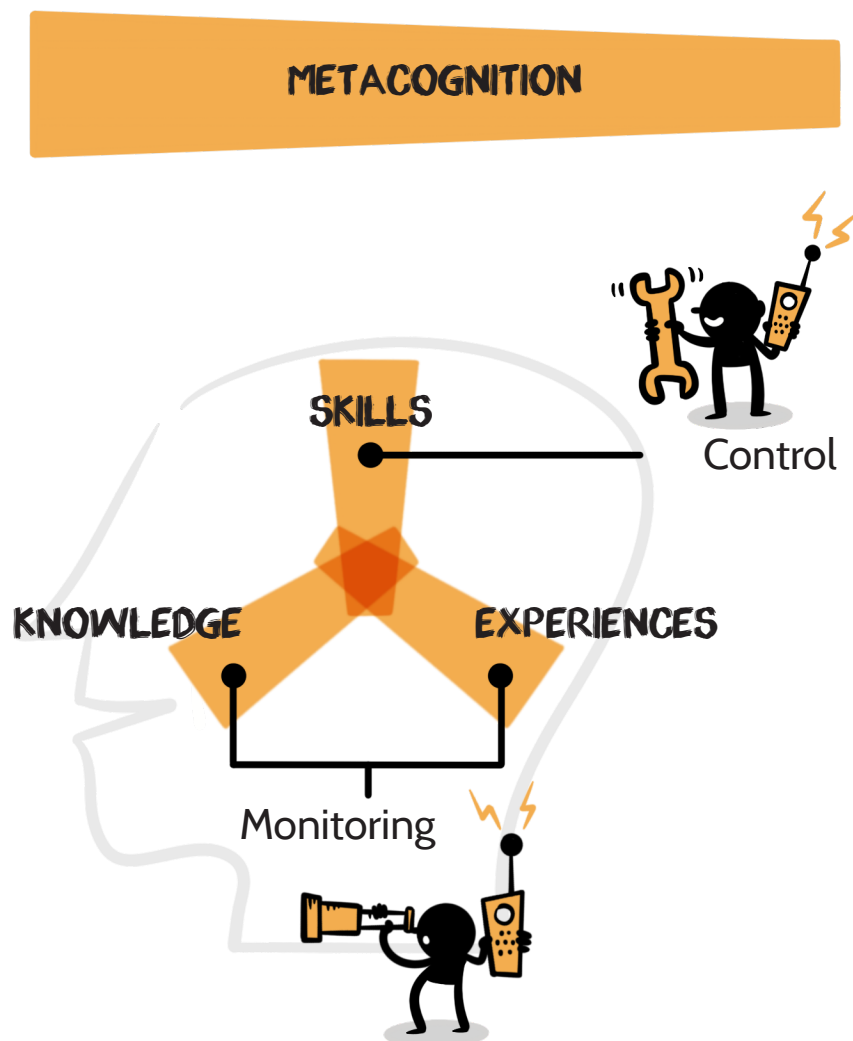 METACOGNITION
SKILLS
Control
KNOWLEDGE
EXPERIENCES
Monitoring